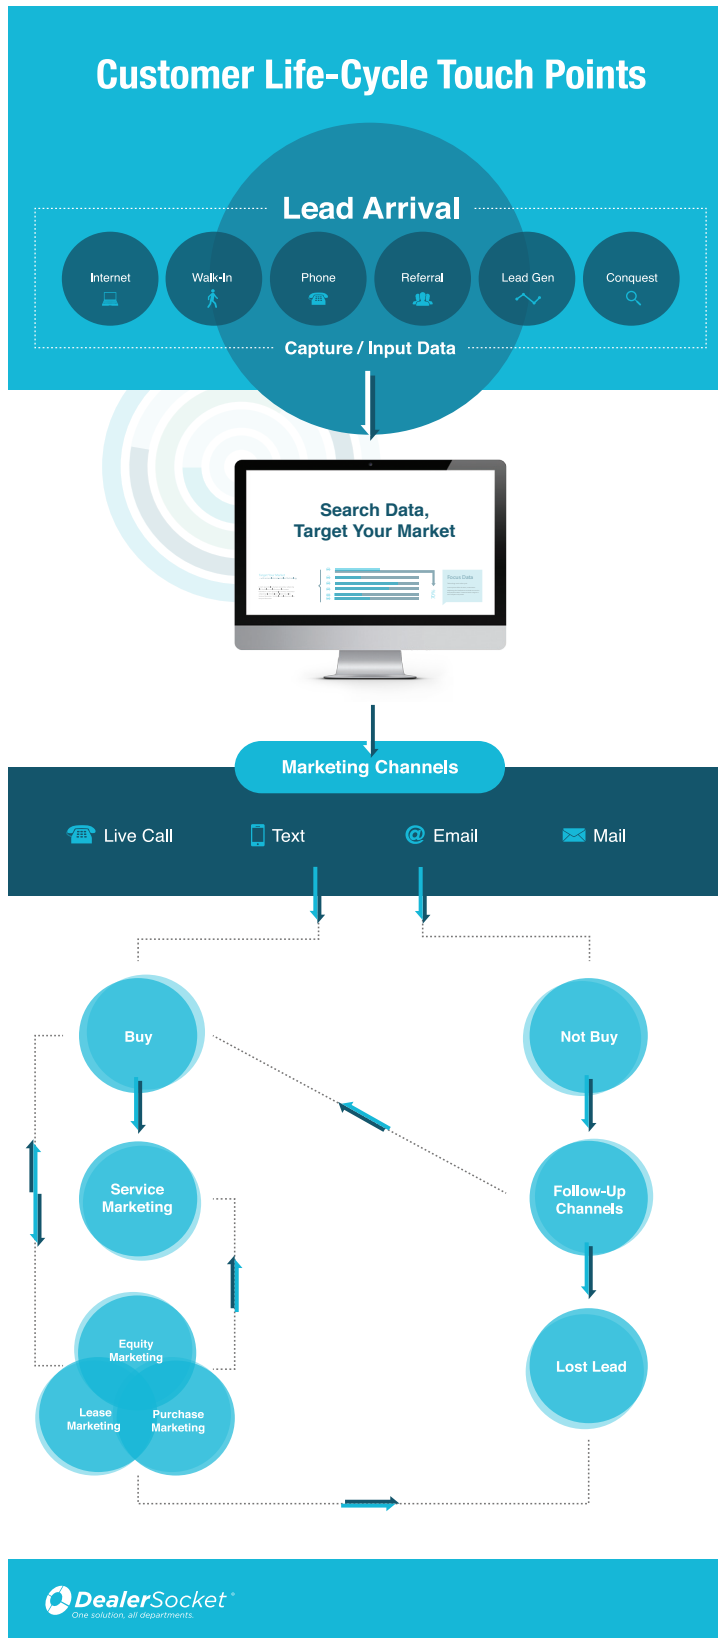 Customer Life-Cycle Touch Points
Lead Arrival
Internet
Walk-In
Phone
Referral
Lead Gen
Conquest
Capture / Input Data
Search Data,
Target Your Market
Focus Data
Marketing Channels
Live Call
Text
Email
Mail
Buy
Not Buy
Service
Marketing
Follow-Up
Channels
Equity
Marketing
Lease
Marketing
Purchase
Marketing
Lost Lead
DealerSocket
One solution, all departments.